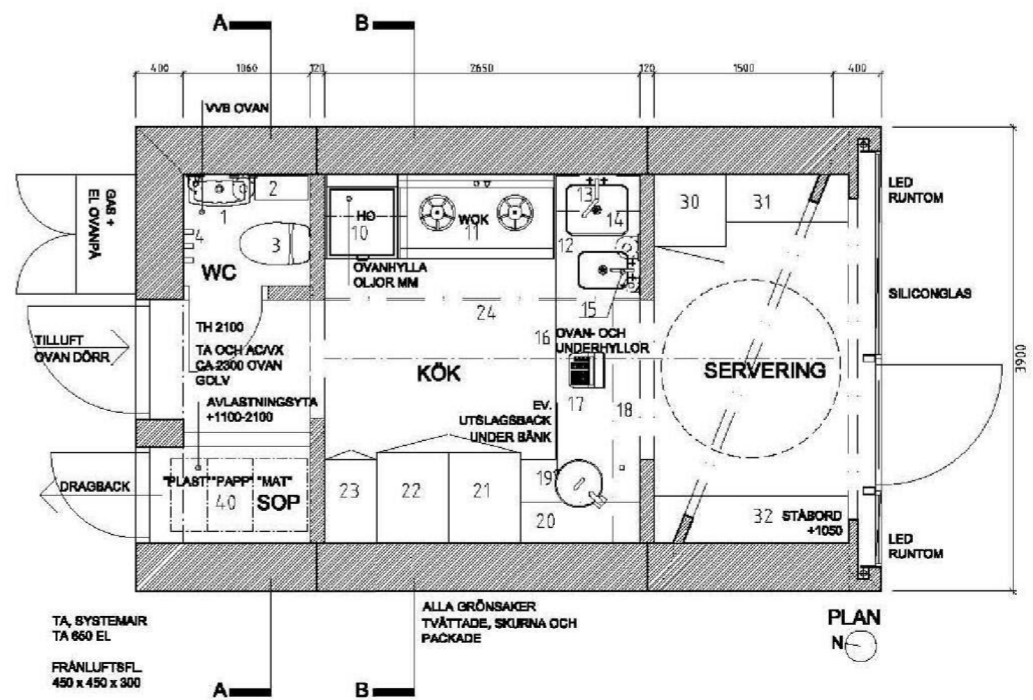 A
B
400
1060
120
2650
120
1500
400
VVB OVAN
GAS +
EL OVANPÅ
1
2
3
4
WC
HO
10
WOK
11
12
13
14
15
OVANHYLLA
OLJOR MM
30
31
LED
RUNTOM
SILICONGLAS
3900
TILLUFT
OVAN DÖRR
TH 2100
TA OCH AC/VX
CA 2300 OVAN
GOLV
AVLASTNINGSYTA
+1100-2100
24
16
OVAN- OCH
UNDERHYLLOR
KÖK
17
18
SERVERING
EV.
UTSLAGSBACK
UNDER BÄNK
DRAGBACK
"PLAST" "PAPP" "MAT"
40
SOP
23
22
21
19
20
32
STÅBORD
+1050
LED
RUNTOM
TA, SYSTEMAIR
TA 650 EL
FRÅNLUFTSFL.
450 x 450 x 300
ALLA GRÖNSAKER
TVÄTTADE, SKURNA OCH
PACKADE
PLAN
N
A
B